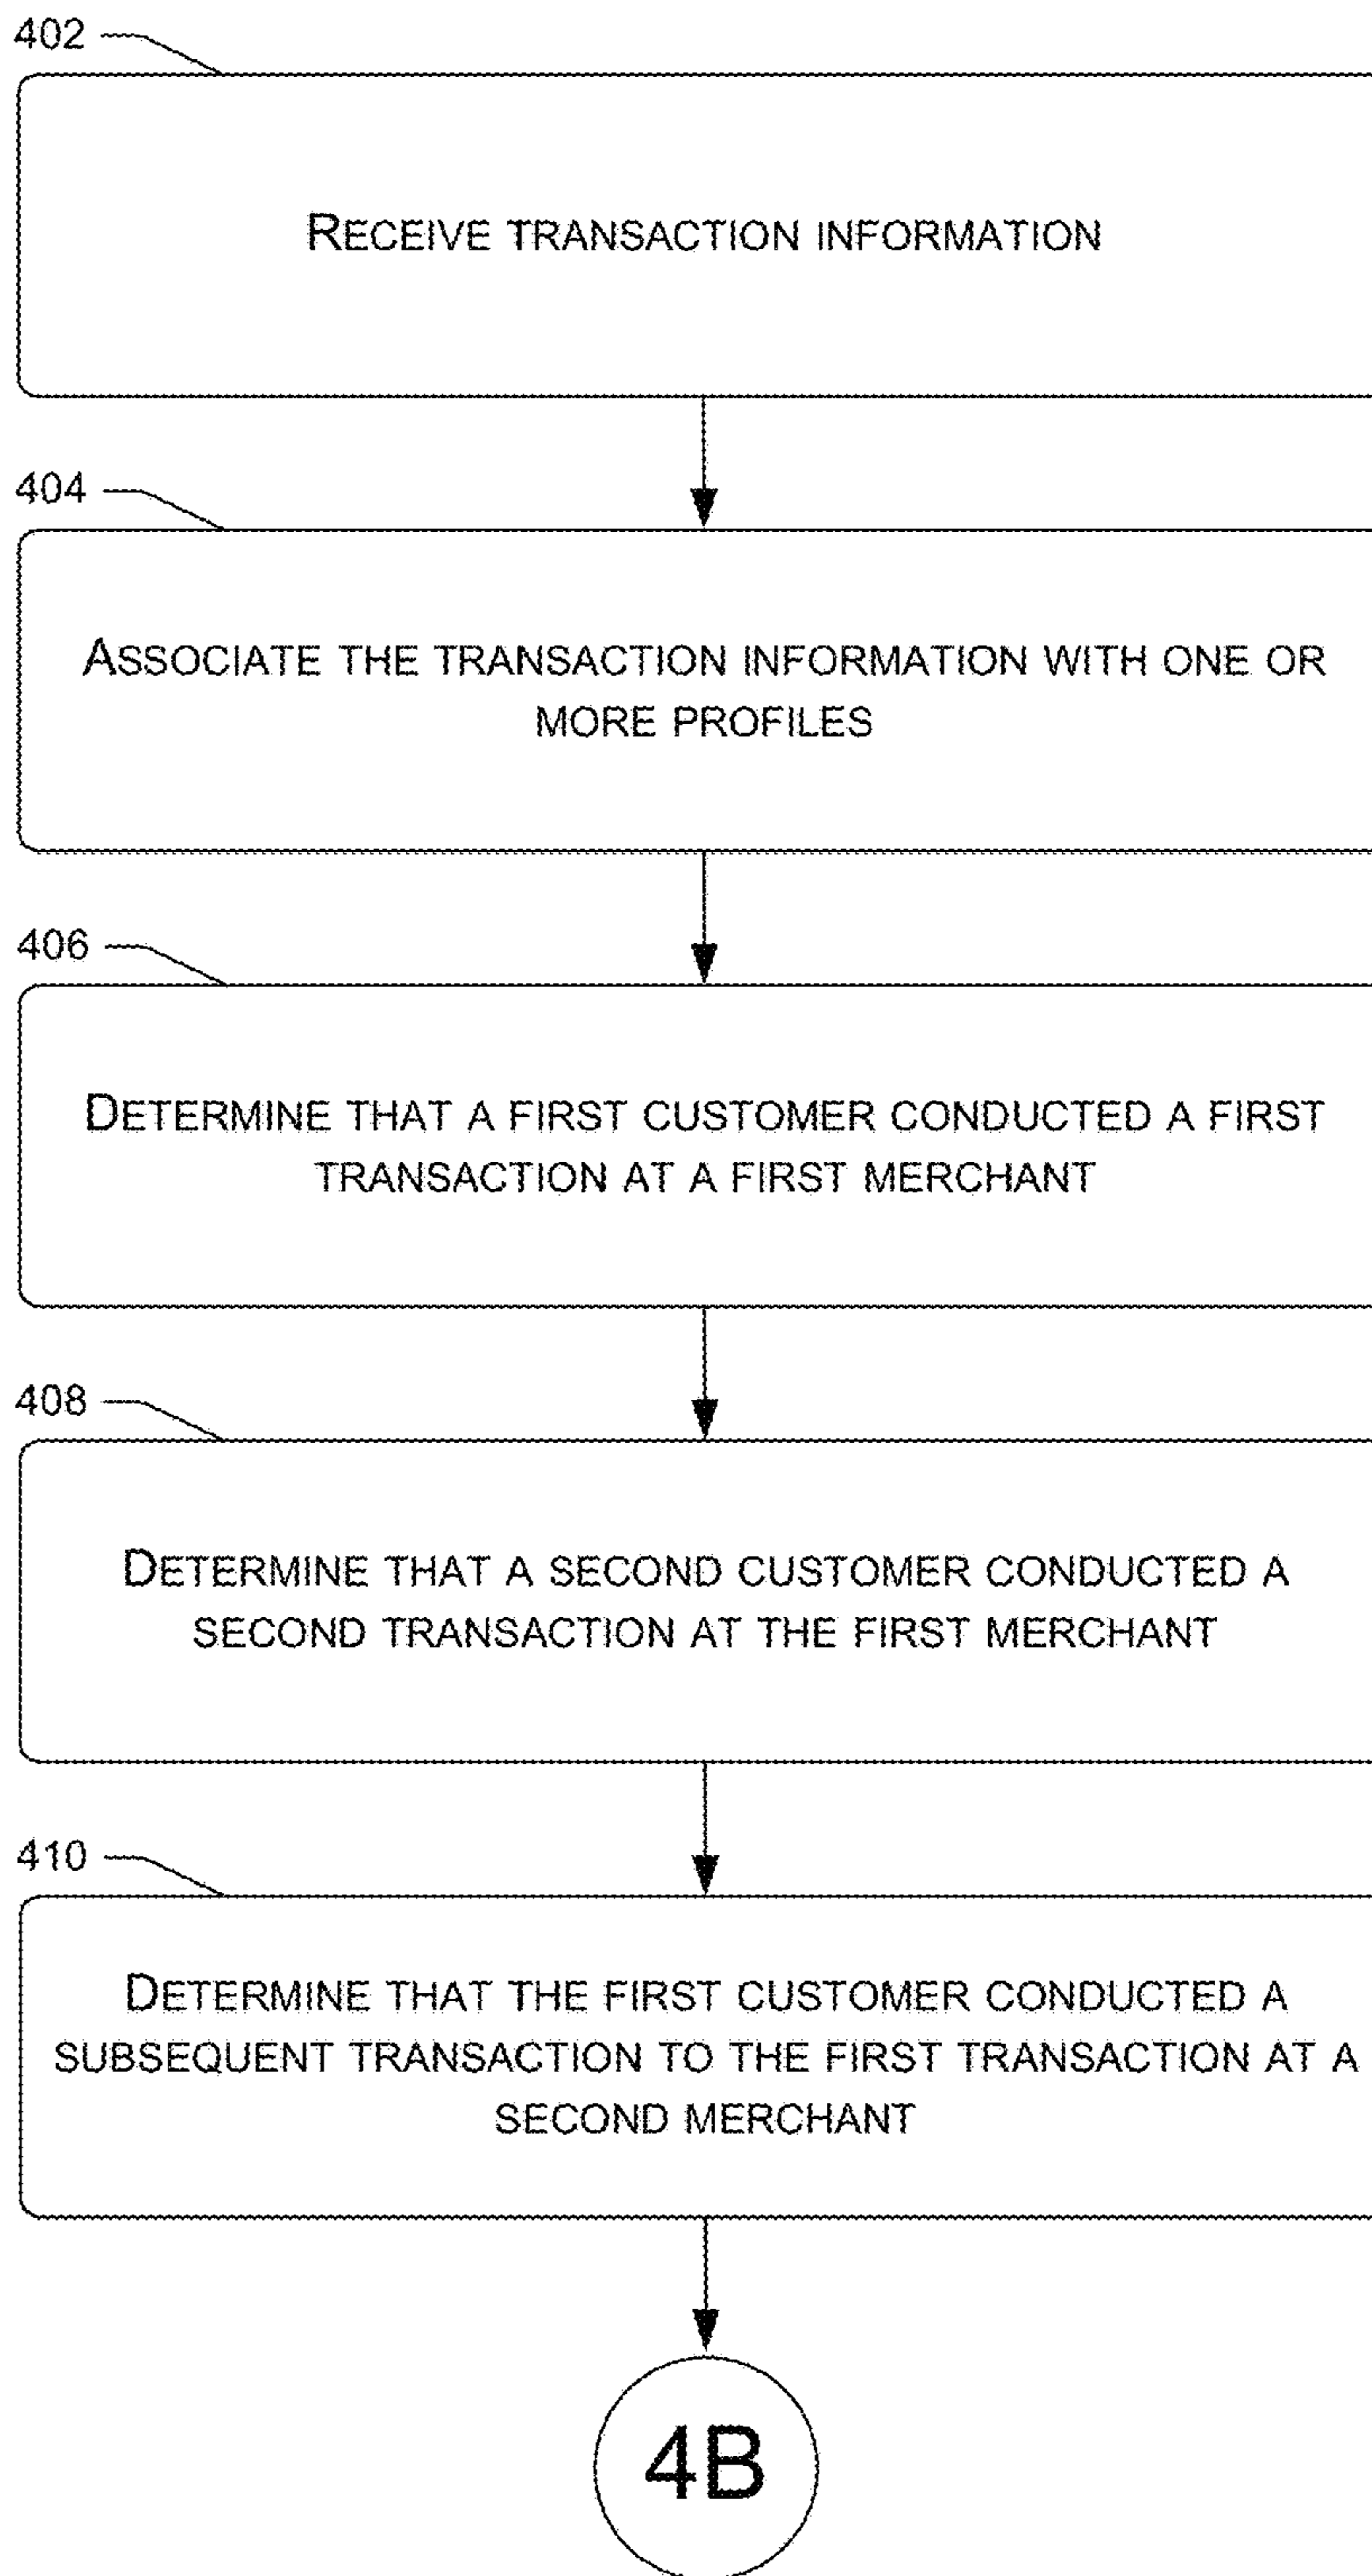 402
RECEIVE TRANSACTION INFORMATION
404
ASSOCIATE THE TRANSACTION INFORMATION WITH ONE OR
MORE PROFILES
406
DETERMINE THAT A FIRST CUSTOMER CONDUCTED A FIRST
TRANSACTION AT A FIRST MERCHANT
408
DETERMINE THAT A SECOND CUSTOMER CONDUCTED A
SECOND TRANSACTION AT THE FIRST MERCHANT
410
DETERMINE THAT THE FIRST CUSTOMER CONDUCTED A
SUBSEQUENT TRANSACTION TO THE FIRST TRANSACTION AT A
SECOND MERCHANT
4B